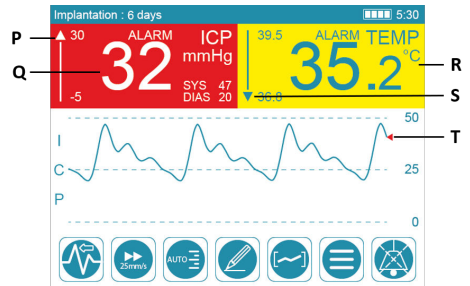 Implantation : 6 days 5:30
P 30 ALARM ICP 39.5 ALARM TEMP
Q 32 mmHg 35.2 °C R
SYS 47
-5 DIAS 20 36.0 S
50
I T
C 25
P
0
25mm/s AUTO